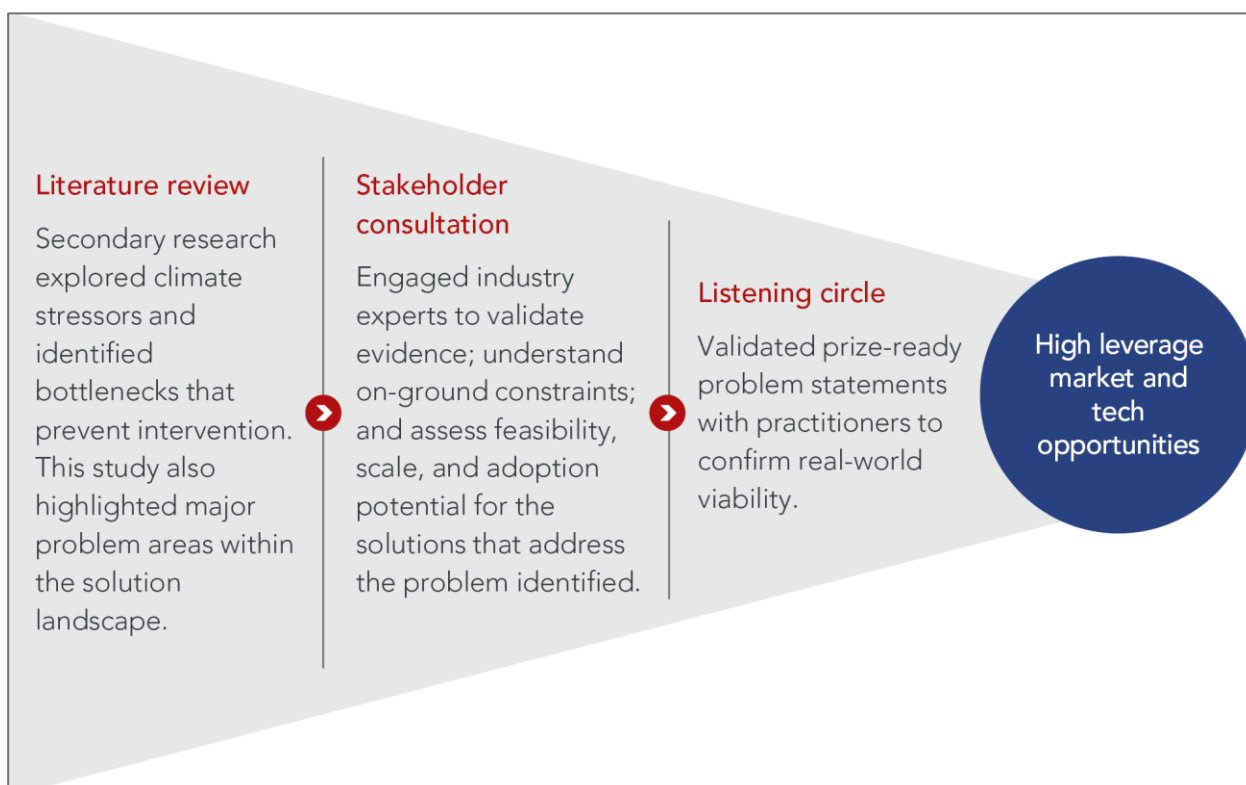 Literature review
Secondary research
explored climate
stressors and
identified
bottlenecks that
prevent intervention.
This study also
highlighted major
problem areas within
the solution
landscape.
Stakeholder
consultation
Engaged industry
experts to validate
evidence; understand
on-ground constraints;
and assess feasibility,
scale, and adoption
potential for the
solutions that address
the problem identified.
Listening circle
Validated prize-ready
problem statements
with practitioners to
confirm real-world
viability.
High leverage
market and
tech
opportunities